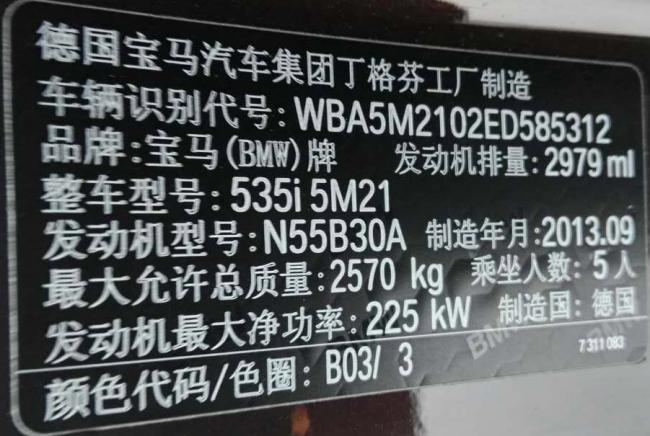 德国宝马汽车集团丁格芬工厂制造
车辆识别代号: WBA5M2102ED585312
品牌: 宝马(BMW)牌 发动机排量: 2979 ml
整车型号: 535i 5M21
发动机型号: N55B30A 制造年月: 2013.09
最大允许总质量: 2570 kg 乘坐人数: 5 人
发动机最大净功率: 225 kW 制造国: 德国
7 311 083
颜色代码/色圈: B03/ 3